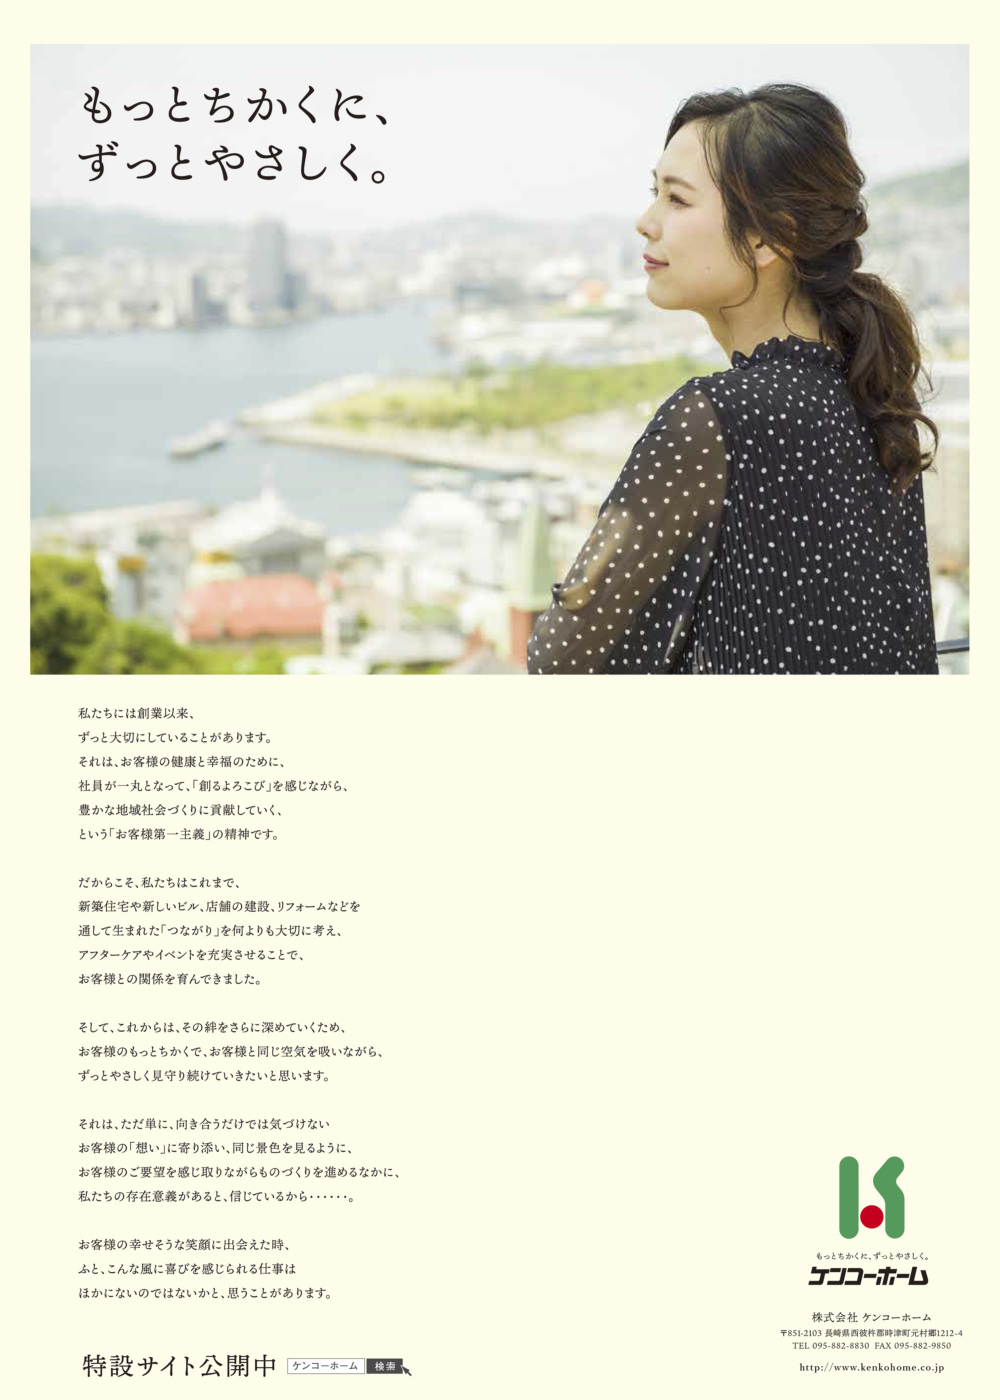 もっとちかくに、
ずっとやさしく。
私たちには創業以来、
ずっと大切にしていることがあります。
それは、お客様の健康と幸福のために、
社員が一丸となって、「創るよろこび」を感じながら、
豊かな地域社会づくりに貢献していく、
という「お客様第一主義」の精神です。
だからこそ、私たちはこれまで、
新築住宅や新しいビル、店舗の建設、リフォームなどを
通して生まれた「つながり」を何よりも大切に考え、
アフターケアやイベントを充実させることで、
お客様との関係を育んできました。
そして、これからは、その絆をさらに深めていくため、
お客様のもっとちかくで、お客様と同じ空気を吸いながら、
ずっとやさしく見守り続けていきたいと思います。
それは、ただ単に、向き合うだけでは気づけない
お客様の「想い」に寄り添い、同じ景色を見るように、
お客様のご要望を感じ取りながらものづくりを進めるなかに、
私たちの存在意義があると、信じているから・・・・・・。
お客様の幸せそうな笑顔に出会えた時、
ふと、こんな風に喜びを感じられる仕事は
ほかにないのではないかと、思うことがあります。
特設サイト公開中 ケンコーホーム 検索
もっとちかくに、ずっとやさしく。
ケンコーホーム
株式会社 ケンコーホーム
〒851-2103 長崎県西彼杵郡時津町元村郷1212-4
TEL 095-882-8830 FAX 095-882-9850
http://www.kenkohome.co.jp